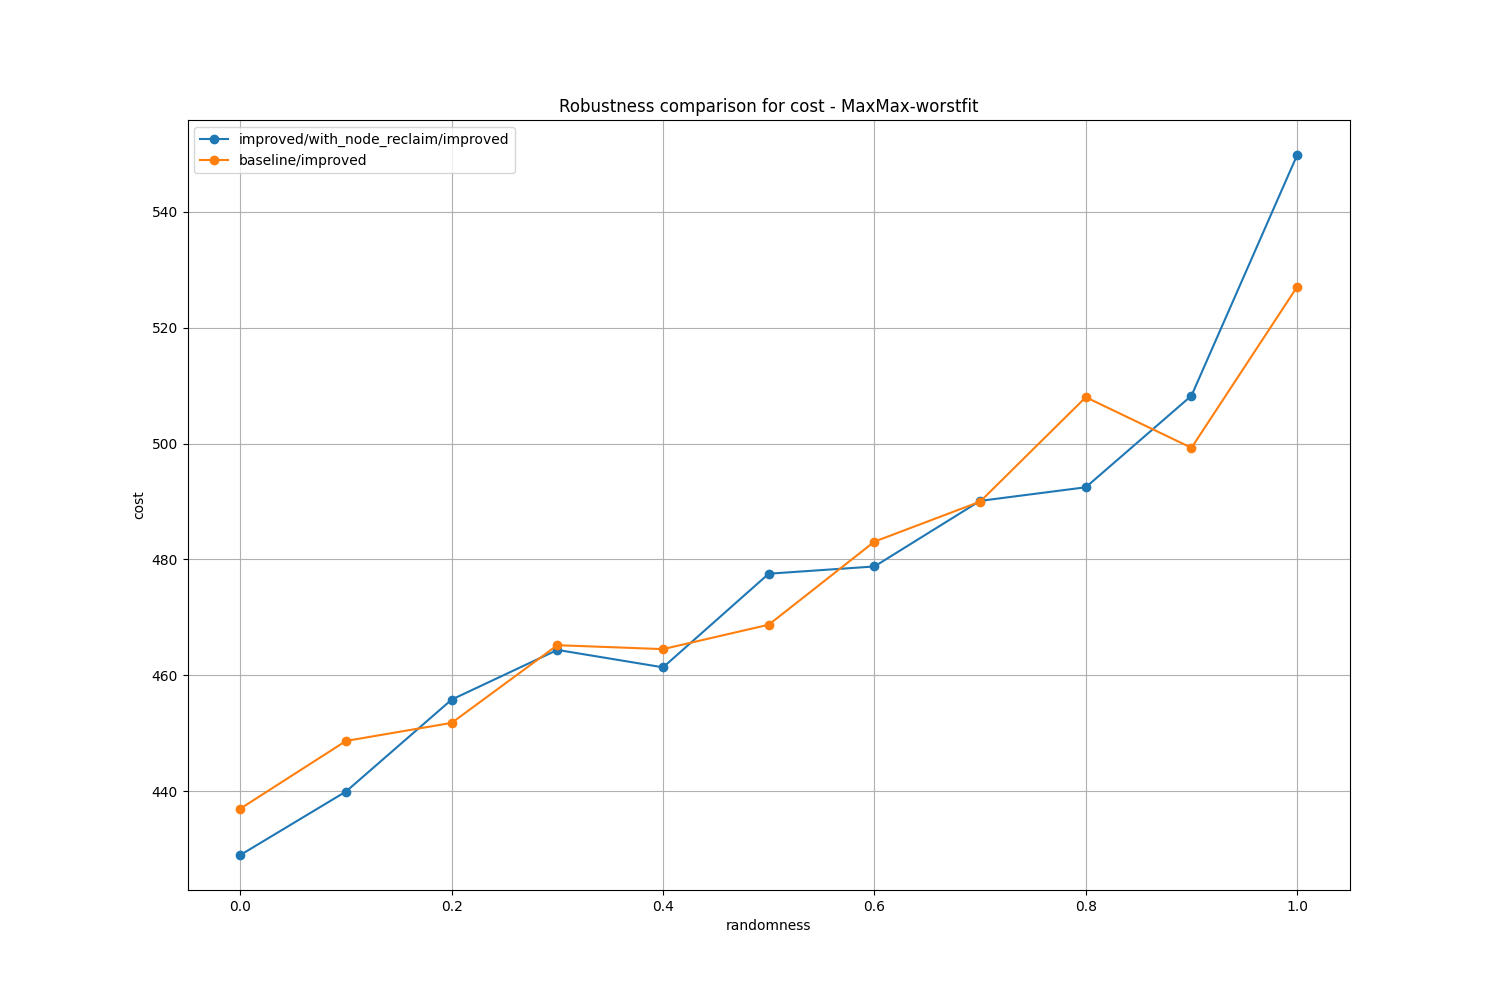 Robustness comparison for cost - MaxMax-worstfit
improved/with_node_reclaim/improved
baseline/improved
540
520
500
480
460
440
cost
0.0 0.2 0.4 0.6 0.8 1.0
randomness